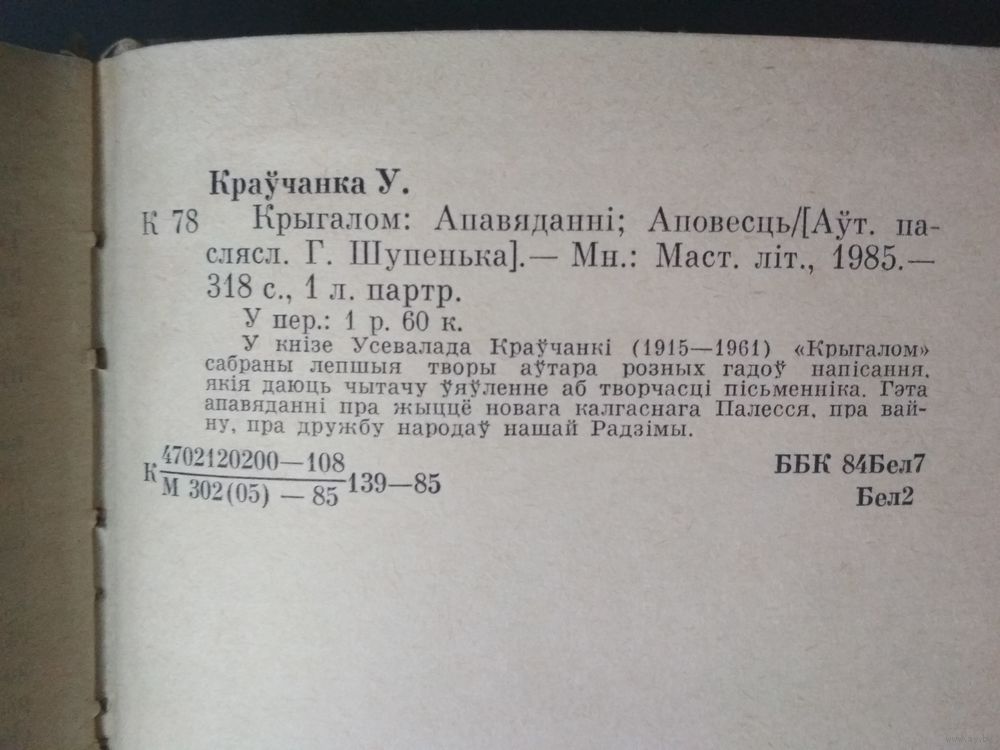 Краўчанка У.
К 78 Крыгалом: Апавяданні; Аповесць/[Аўт. па-
слясл. Г. Шупенька].— Мн.: Маст. літ., 1985.—
318 с., 1 л. партр.
У пер.: 1 р. 60 к.
У кнізе Усевалада Краўчанкі (1915—1961) «Крыгалом»
сабраны лепшыя творы аўтара розных гадоў напісання,
якія даюць чытачу ўяўленне аб творчасці пісьменніка. Гэта
апавяданні пра жыццё новага калгаснага Палесся, пра вай-
ну, пра дружбу народаў нашай Радзімы.
К 4702120200—108
М 302(05) — 85 139—85
ББК 84Бел7
Бел2